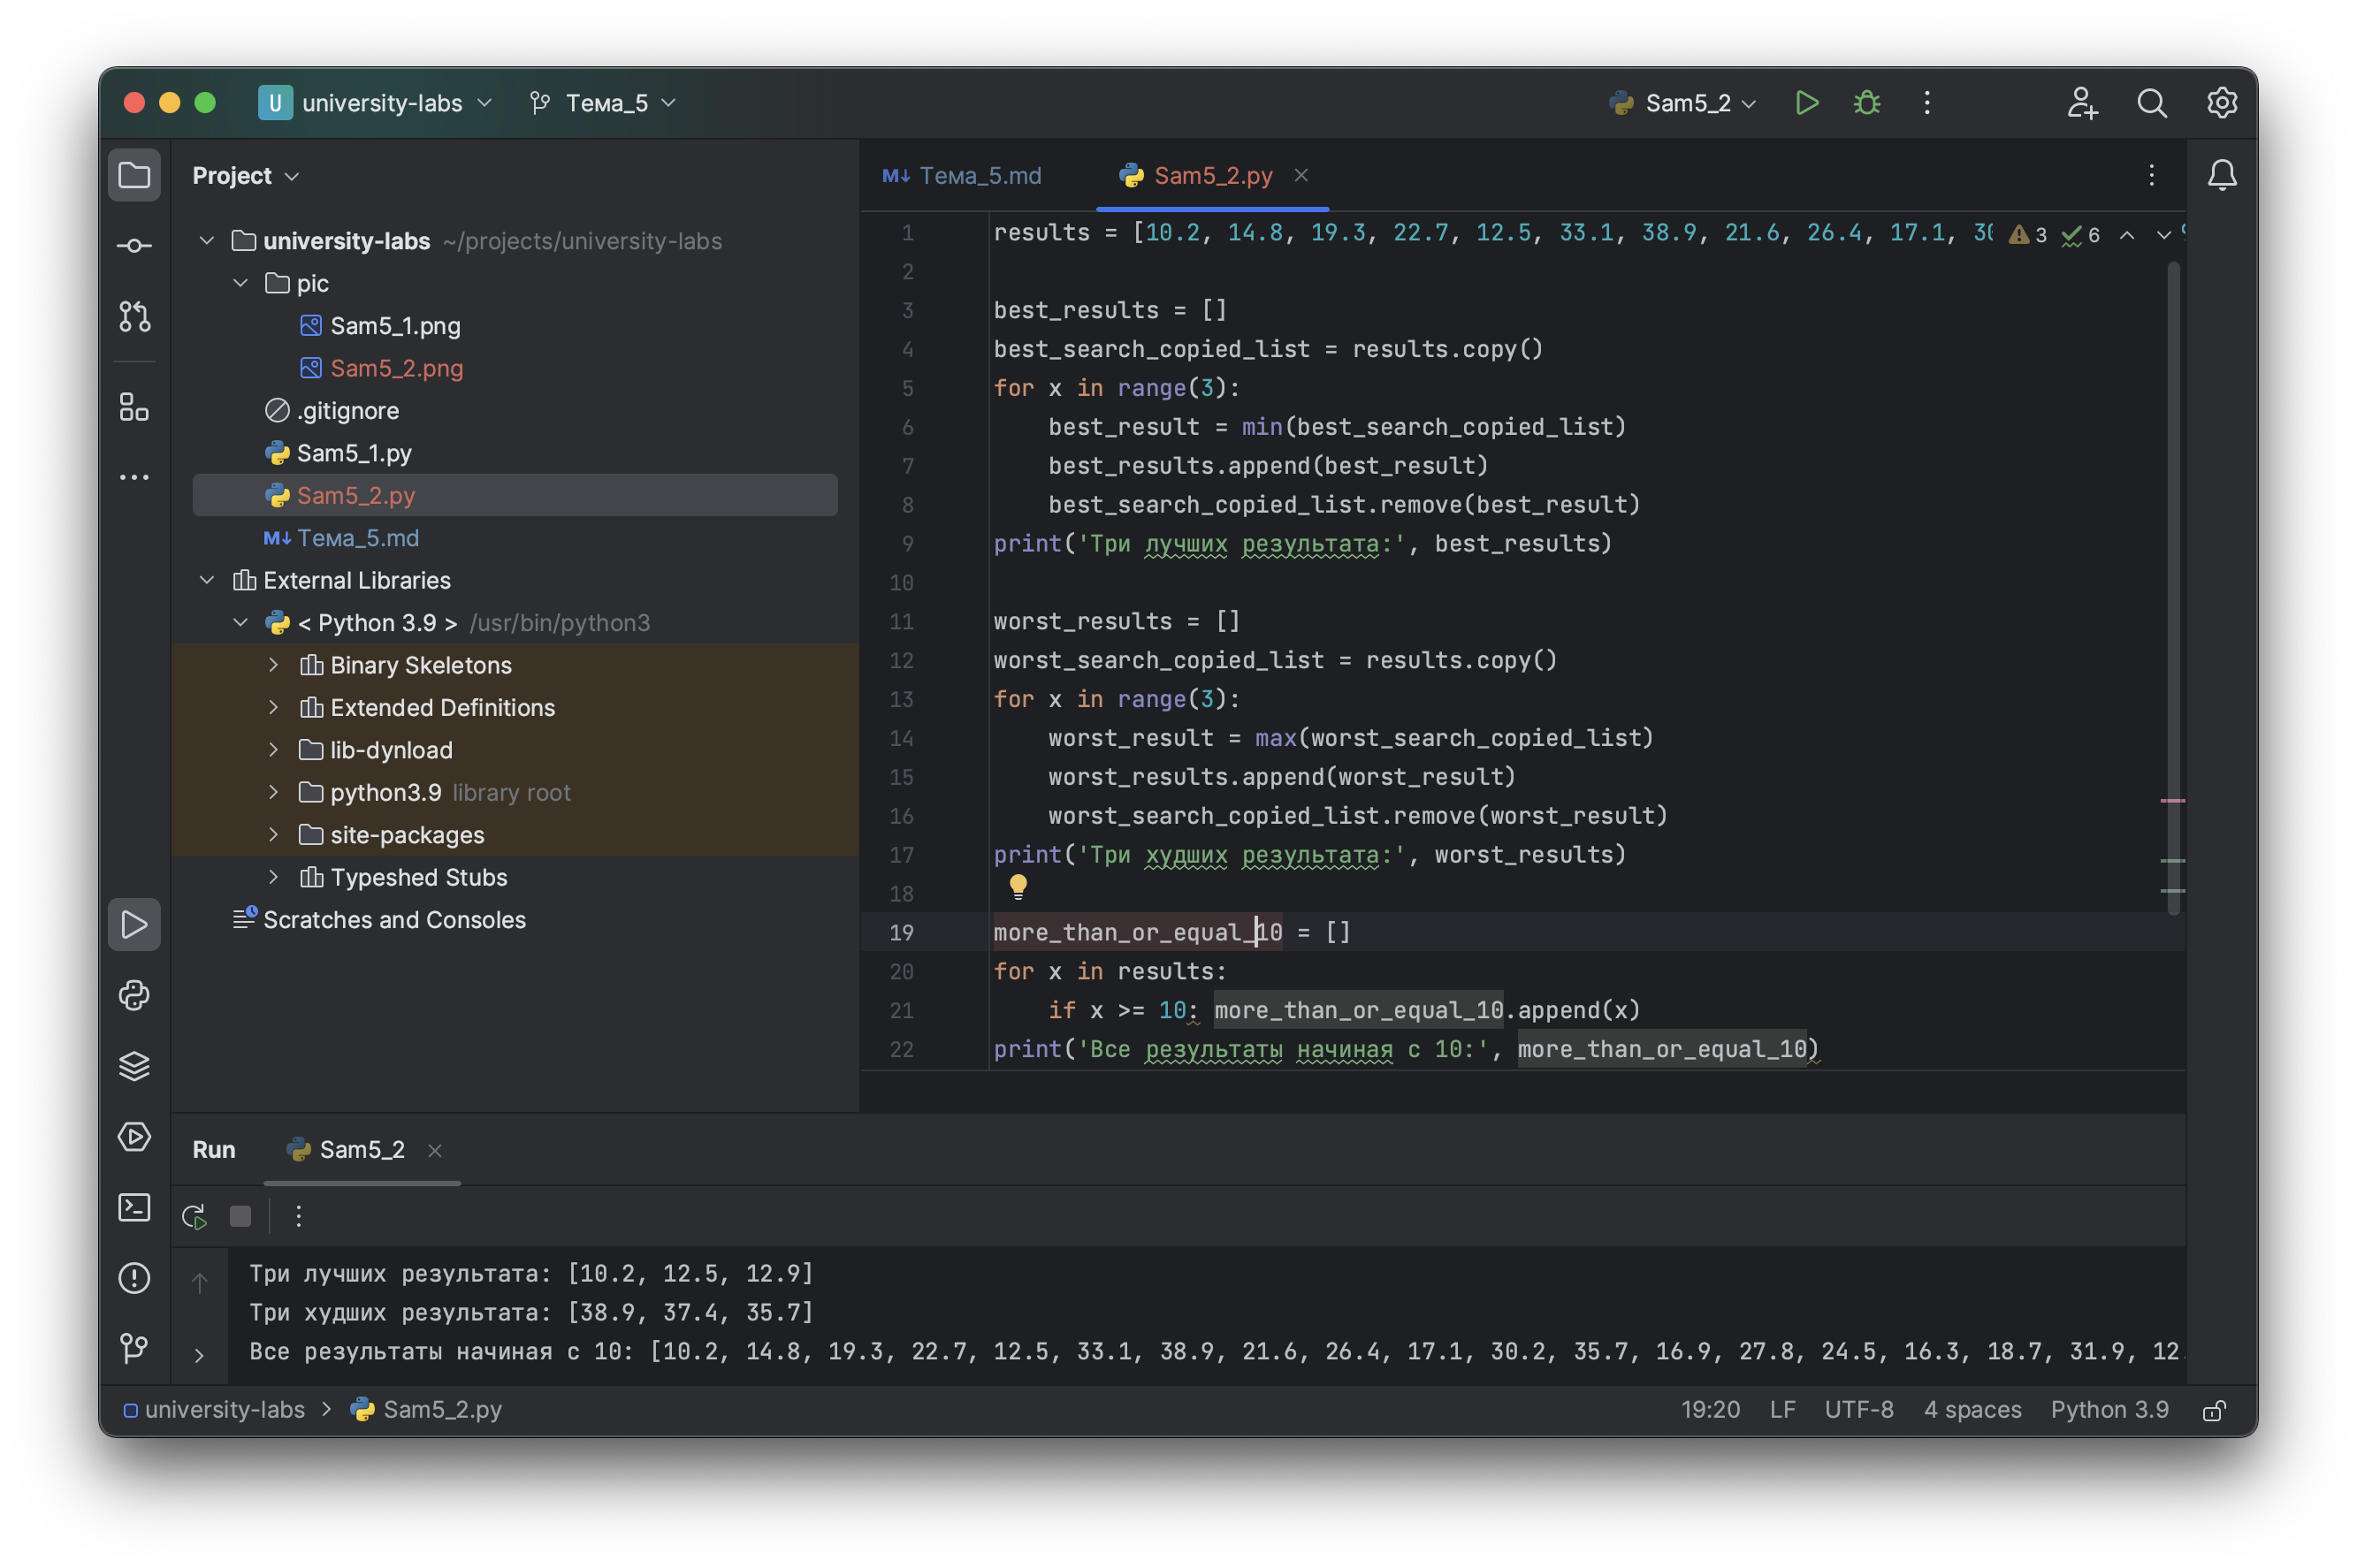 U university-labs Тема_5 Sam5_2
Project
university-labs ~/projects/university-labs
pic
Sam5_1.png
Sam5_2.png
.gitignore
Sam5_1.py
Sam5_2.py
M↓ Тема_5.md
External Libraries
< Python 3.9 > /usr/bin/python3
Binary Skeletons
Extended Definitions
lib-dynload
python3.9 library root
site-packages
Typeshed Stubs
Scratches and Consoles
M↓ Тема_5.md Sam5_2.py
3 6
1 results = [10.2, 14.8, 19.3, 22.7, 12.5, 33.1, 38.9, 21.6, 26.4, 17.1, 30
2
3 best_results = []
4 best_search_copied_list = results.copy()
5 for x in range(3):
6 best_result = min(best_search_copied_list)
7 best_results.append(best_result)
8 best_search_copied_list.remove(best_result)
9 print('Три лучших результата:', best_results)
10
11 worst_results = []
12 worst_search_copied_list = results.copy()
13 for x in range(3):
14 worst_result = max(worst_search_copied_list)
15 worst_results.append(worst_result)
16 worst_search_copied_list.remove(worst_result)
17 print('Три худших результата:', worst_results)
18
19 more_than_or_equal_10 = []
20 for x in results:
21 if x >= 10: more_than_or_equal_10.append(x)
22 print('Все результаты начиная с 10:', more_than_or_equal_10)
Run Sam5_2
Три лучших результата: [10.2, 12.5, 12.9]
Три худших результата: [38.9, 37.4, 35.7]
Все результаты начиная с 10: [10.2, 14.8, 19.3, 22.7, 12.5, 33.1, 38.9, 21.6, 26.4, 17.1, 30.2, 35.7, 16.9, 27.8, 24.5, 16.3, 18.7, 31.9, 12.
university-labs > Sam5_2.py 19:20 LF UTF-8 4 spaces Python 3.9